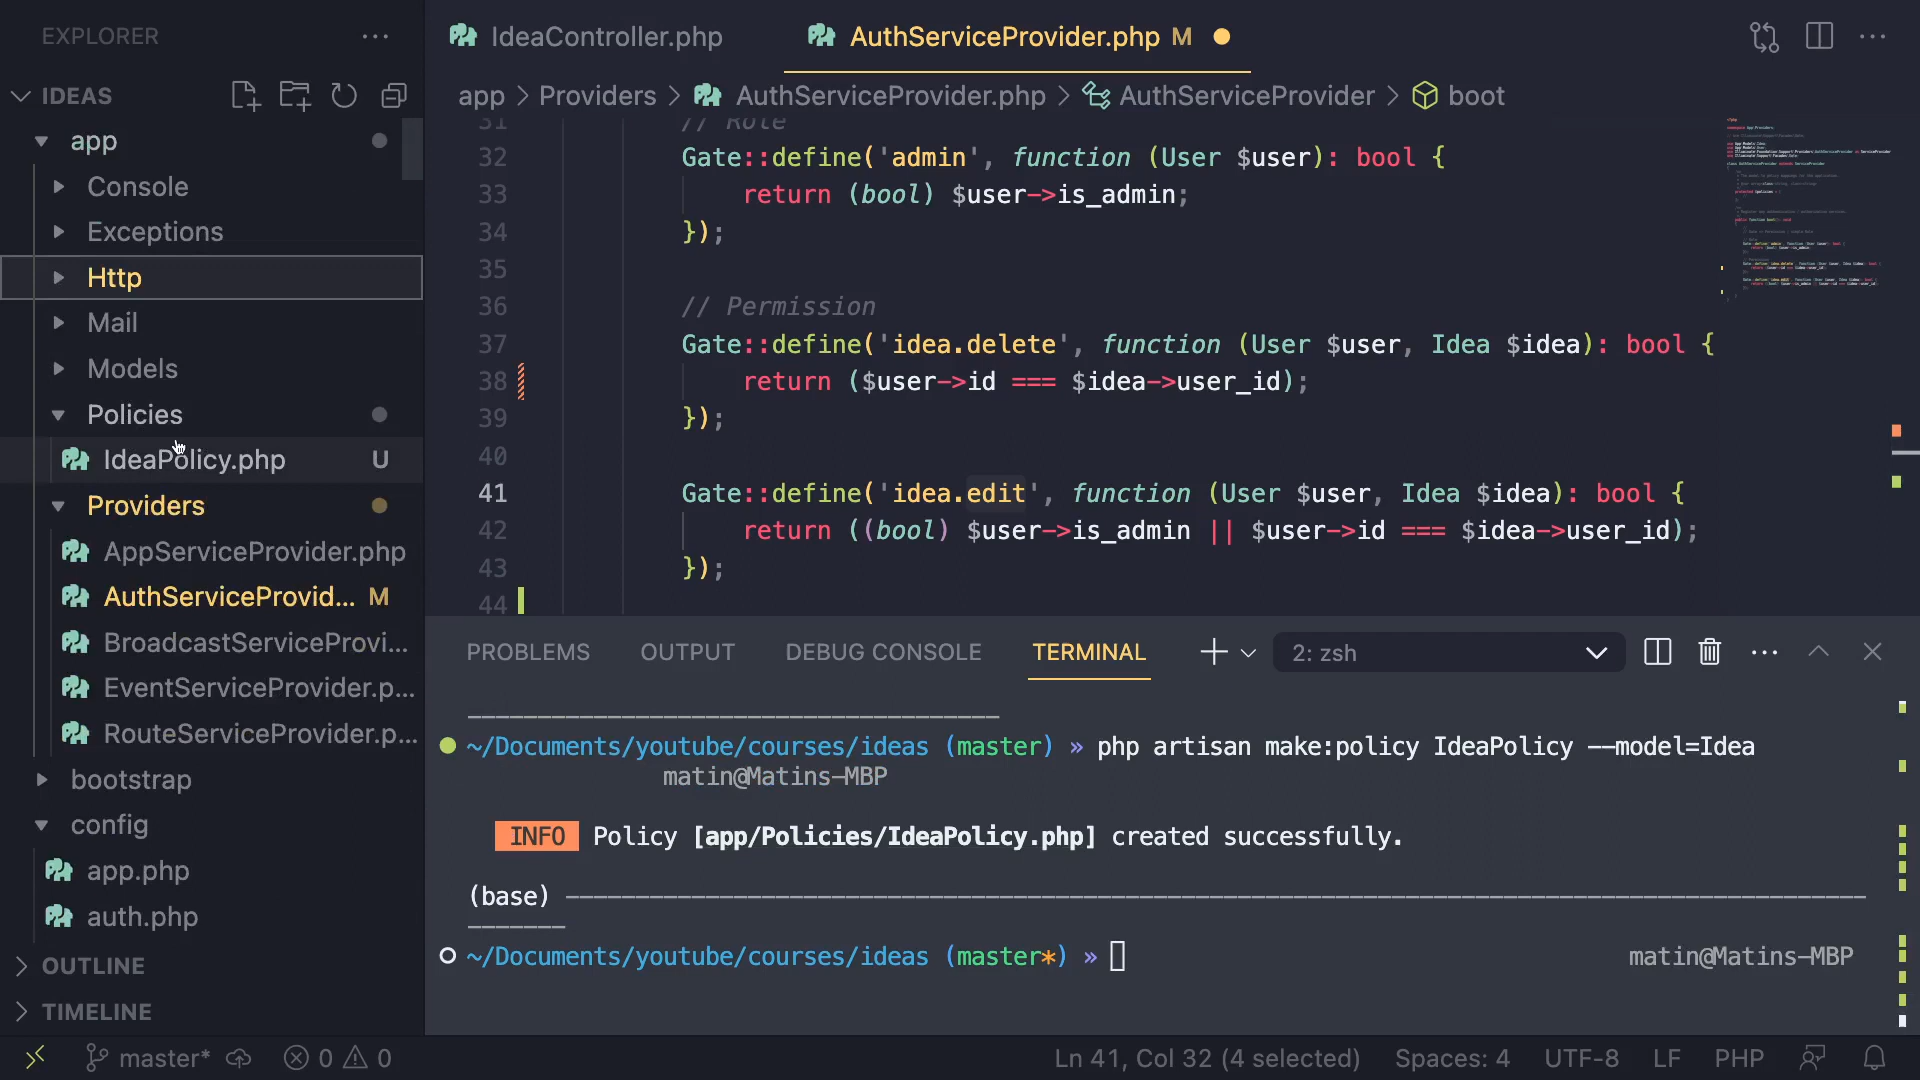 EXPLORER
IDEAS
app
Console
Exceptions
Http
Mail
Models
Policies
IdeaPolicy.php U
Providers
AppServiceProvider.php
AuthServiceProvid... M
BroadcastServiceProvi...
EventServiceProvider.p...
RouteServiceProvider.p...
bootstrap
config
app.php
auth.php
OUTLINE
TIMELINE
IdeaController.php
AuthServiceProvider.php M
app > Providers > AuthServiceProvider.php > AuthServiceProvider > boot
31 // Role
32 Gate::define('admin', function (User $user): bool {
33 return (bool) $user->is_admin;
34 });
35
36 // Permission
37 Gate::define('idea.delete', function (User $user, Idea $idea): bool {
38 return ($user->id === $idea->user_id);
39 });
40
41 Gate::define('idea.edit', function (User $user, Idea $idea): bool {
42 return ((bool) $user->is_admin || $user->id === $idea->user_id);
43 });
44
PROBLEMS OUTPUT DEBUG CONSOLE TERMINAL 2: zsh
~/Documents/youtube/courses/ideas (master) » php artisan make:policy IdeaPolicy --model=Idea
matin@Matins-MBP
INFO Policy [app/Policies/IdeaPolicy.php] created successfully.
(base)
~/Documents/youtube/courses/ideas (master*) » matin@Matins-MBP
master* 0 0 Ln 41, Col 32 (4 selected) Spaces: 4 UTF-8 LF PHP